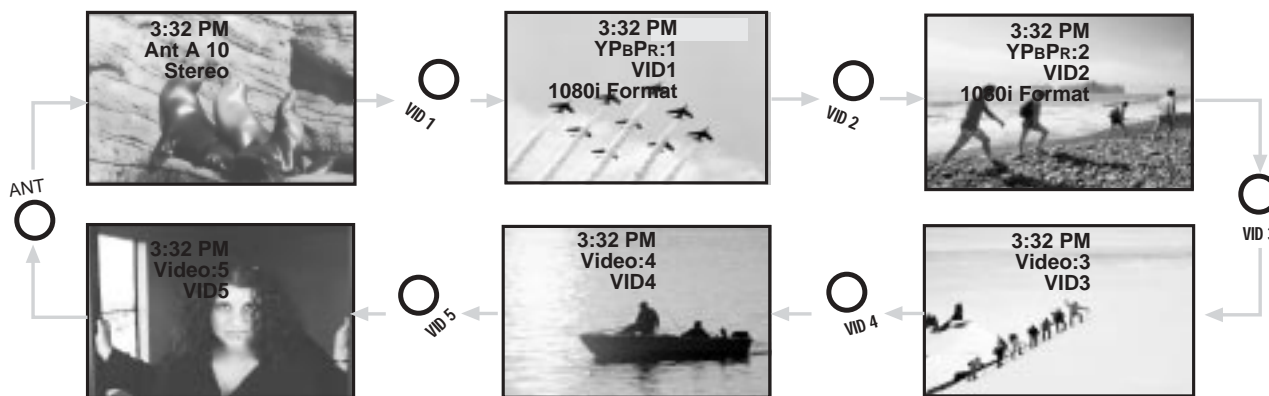 3:32 PM
Ant A 10
Stereo
VID 1
3:32 PM
YPBPR:1
VID1
1080i Format
VID 2
3:32 PM
YPBPR:2
VID2
1080i Format
VID 3
3:32 PM
Video:3
VID3
VID 4
3:32 PM
Video:4
VID4
VID 5
3:32 PM
Video:5
VID5
ANT